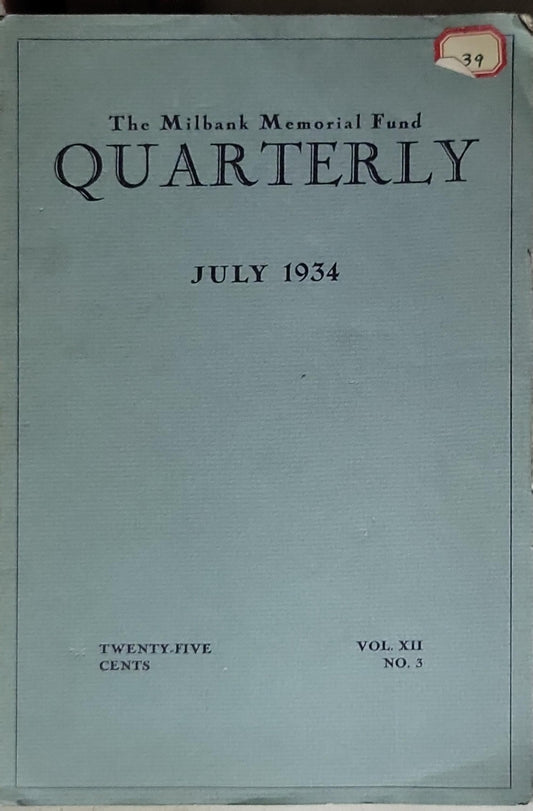 39
The Milbank Memorial Fund
QUARTERLY
JULY 1934
TWENTY-FIVE
CENTS
VOL. XII
NO. 3